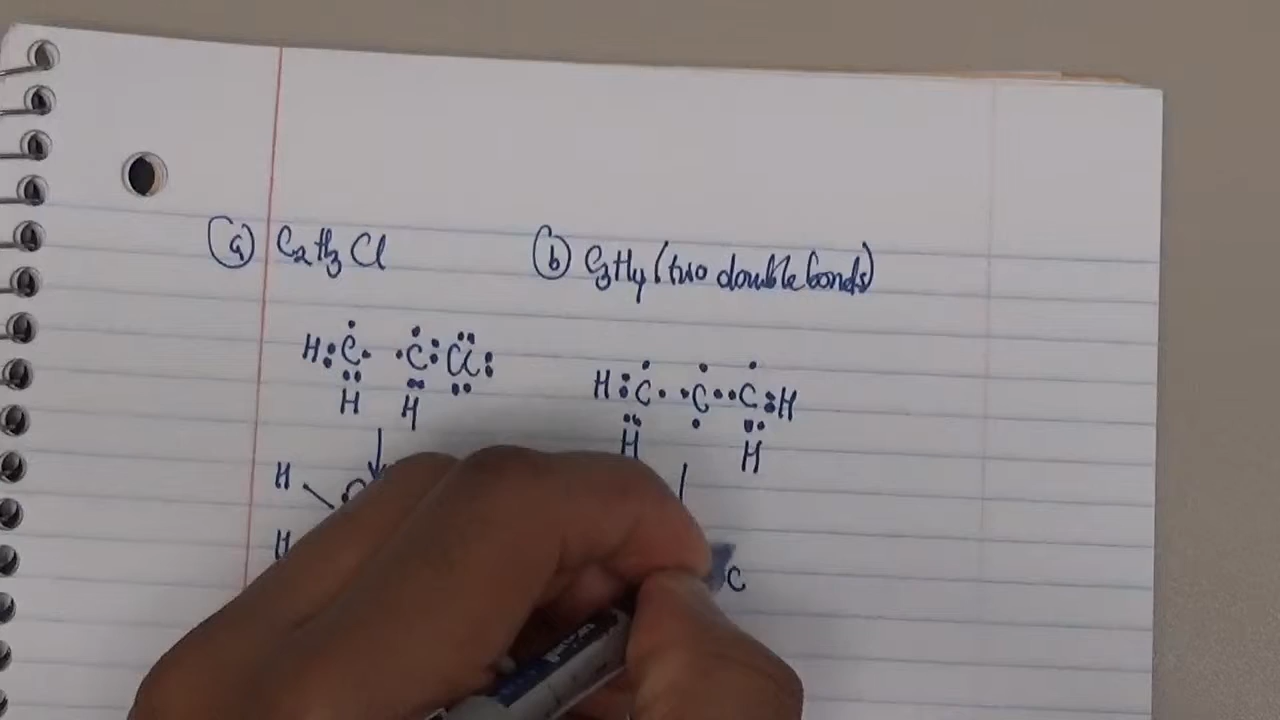 (a) C2H3Cl (b) C3H4 (two double bonds)
H:C· ·C:Cl: H:C· ·C··C:H
H H H H
H C
H C